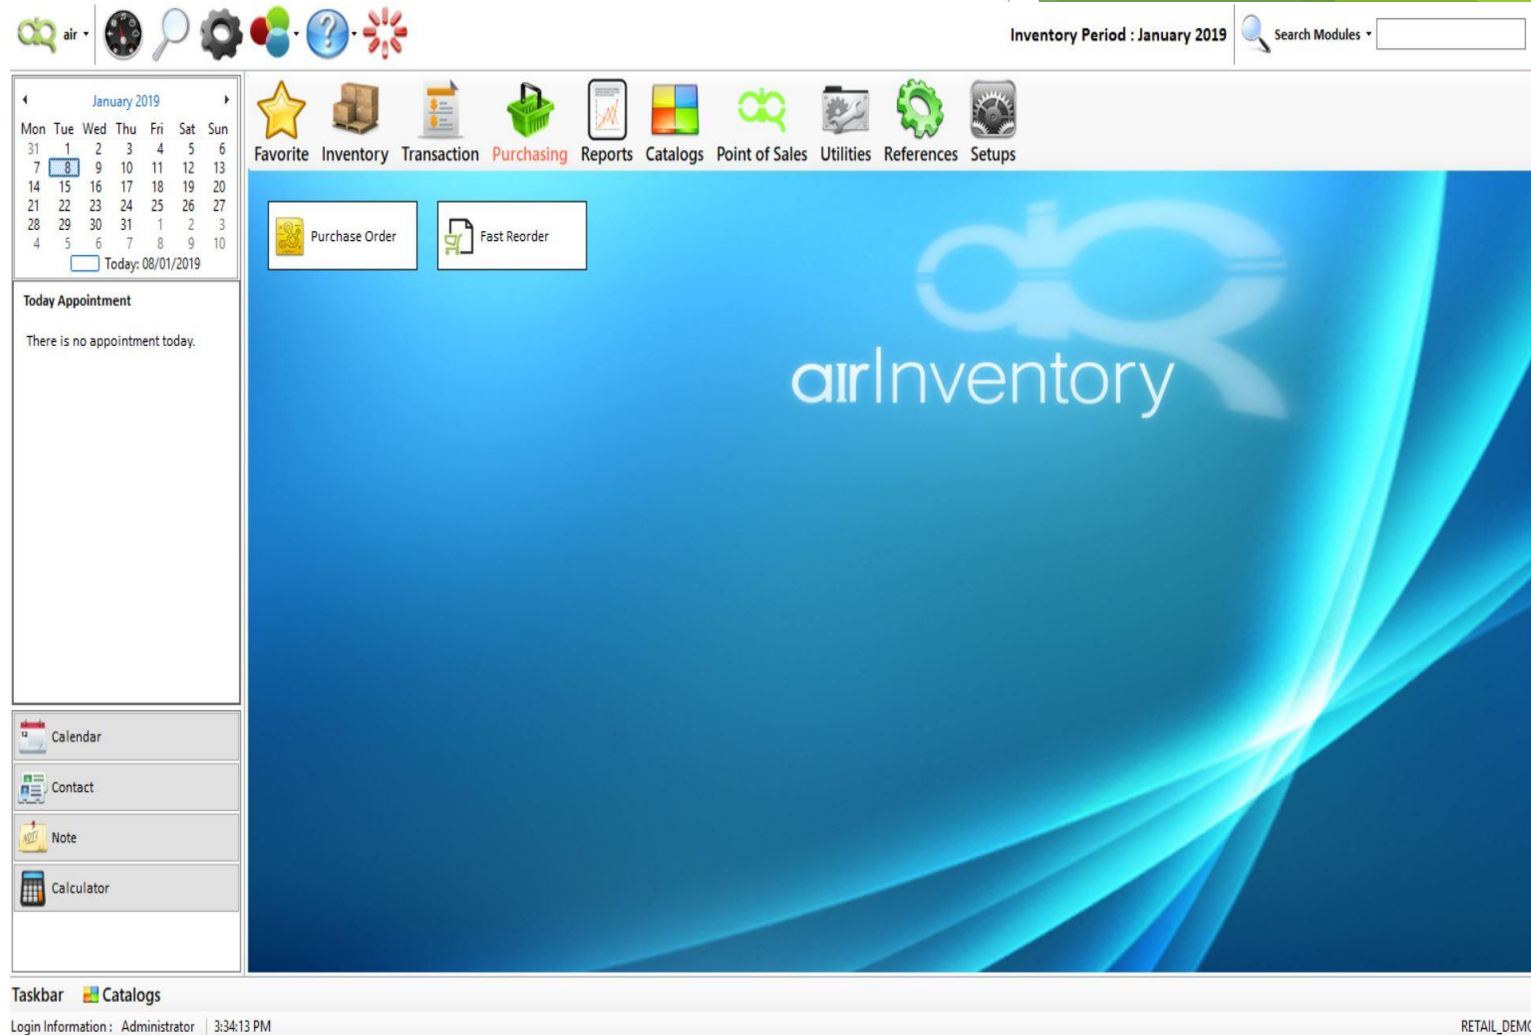 air
Inventory Period : January 2019
Search Modules
January 2019
Mon Tue Wed Thu Fri Sat Sun
31 1 2 3 4 5 6
7 8 9 10 11 12 13
14 15 16 17 18 19 20
21 22 23 24 25 26 27
28 29 30 31 1 2 3
4 5 6 7 8 9 10
Today: 08/01/2019
Favorite Inventory Transaction Purchasing Reports Catalogs Point of Sales Utilities References Setups
Purchase Order
Fast Reorder
airInventory
Today Appointment
There is no appointment today.
12
Calendar
Contact
NOTE
Note
Calculator
Taskbar Catalogs
Login Information : Administrator 3:34:13 PM
RETAIL_DEMO